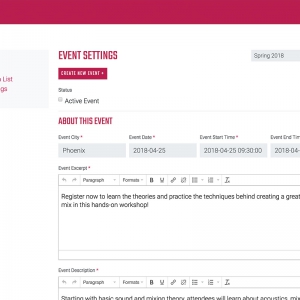 EVENT SETTINGS
Spring 2018
List
gs
CREATE NEW EVENT +
Status
Active Event
ABOUT THIS EVENT
Event City * Event Date * Event Start Time * Event End Tim
Phoenix 2018-04-25 2018-04-25 09:30:00 2018-04-
Event Excerpt *
Paragraph Formats B U
Register now to learn the theories and practice the techniques behind creating a great
mix in this hands-on workshop!
Event Description *
Paragraph Formats B U
Starting with basic sound and mixing theory, attendees will learn about acoustics, mix